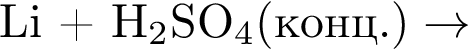 Li + H₂SO₄(конц.) →